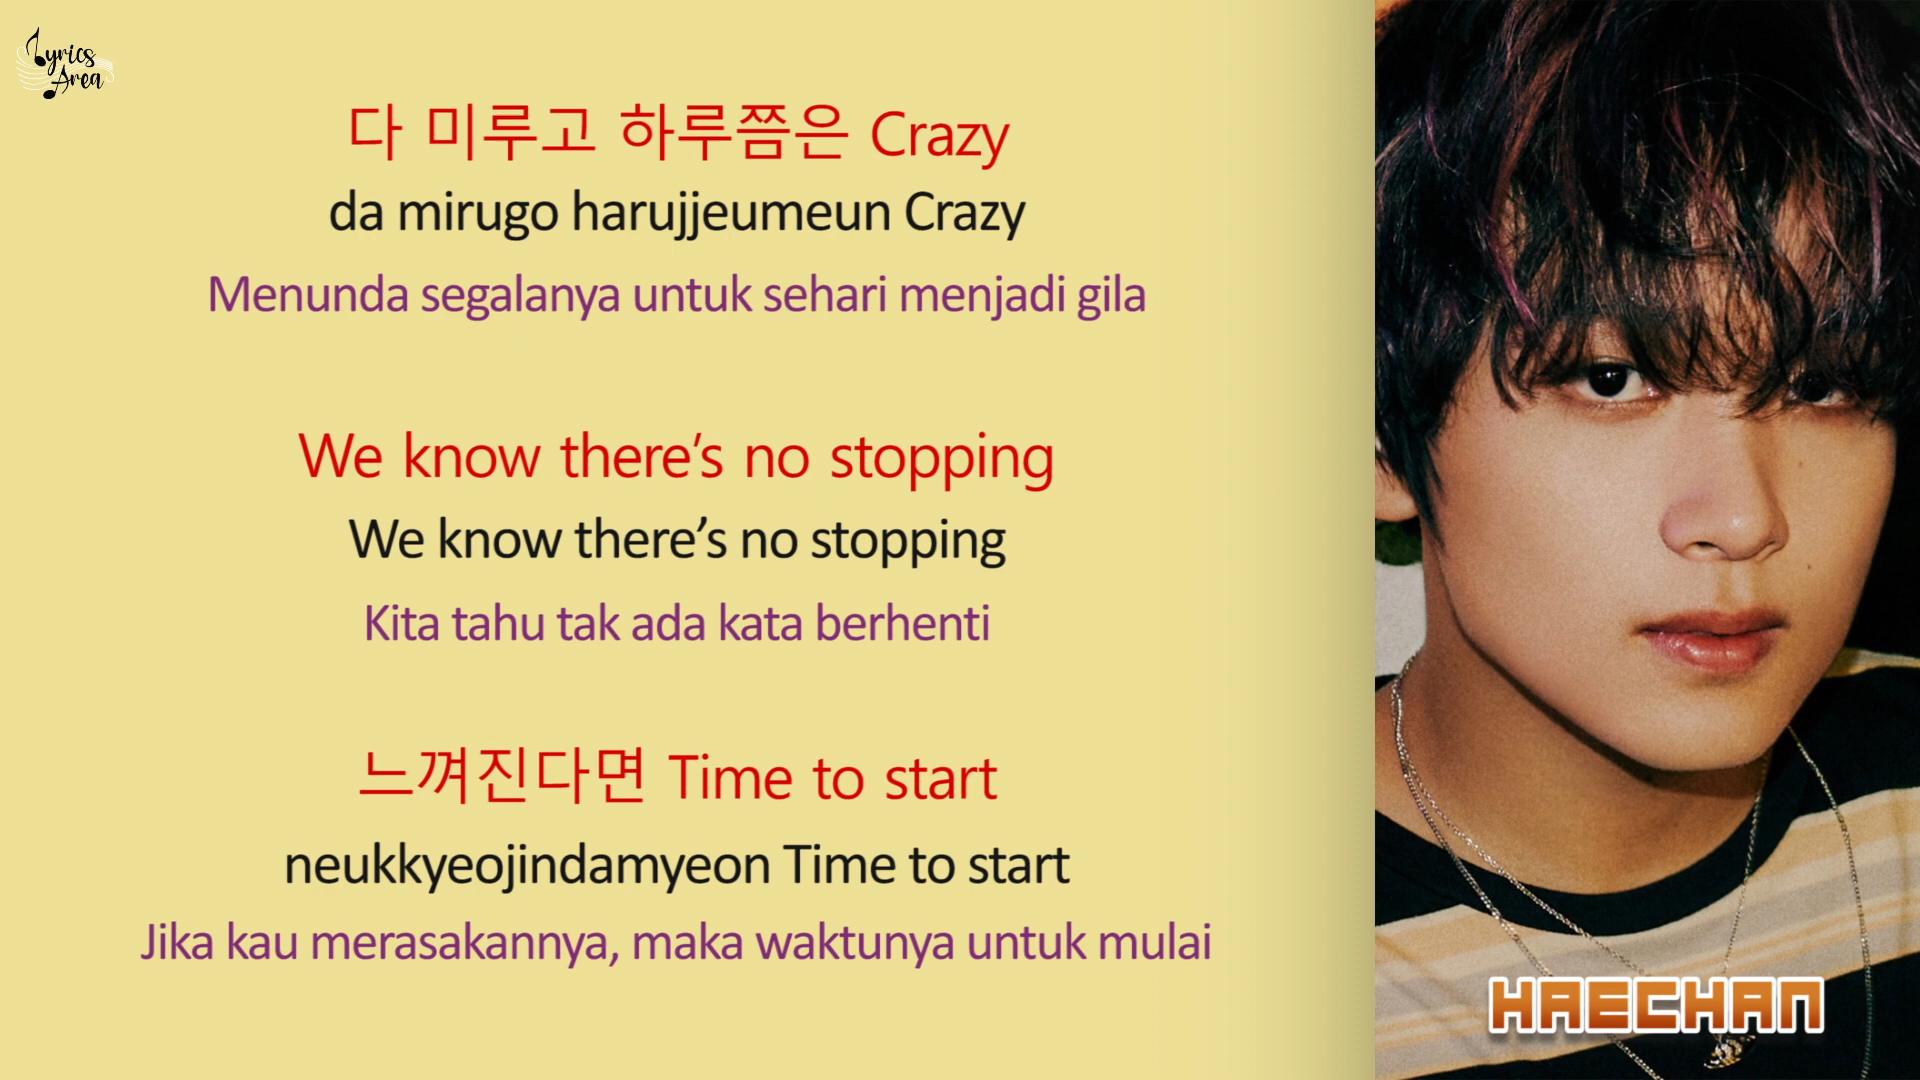 Lyrics
Area
다 미루고 하루쯤은 Crazy
da mirugo harujjeumeun Crazy
Menunda segalanya untuk sehari menjadi gila
We know there’s no stopping
We know there’s no stopping
Kita tahu tak ada kata berhenti
느껴진다면 Time to start
neukkyeojindamyeon Time to start
Jika kau merasakannya, maka waktunya untuk mulai
HAECHAN